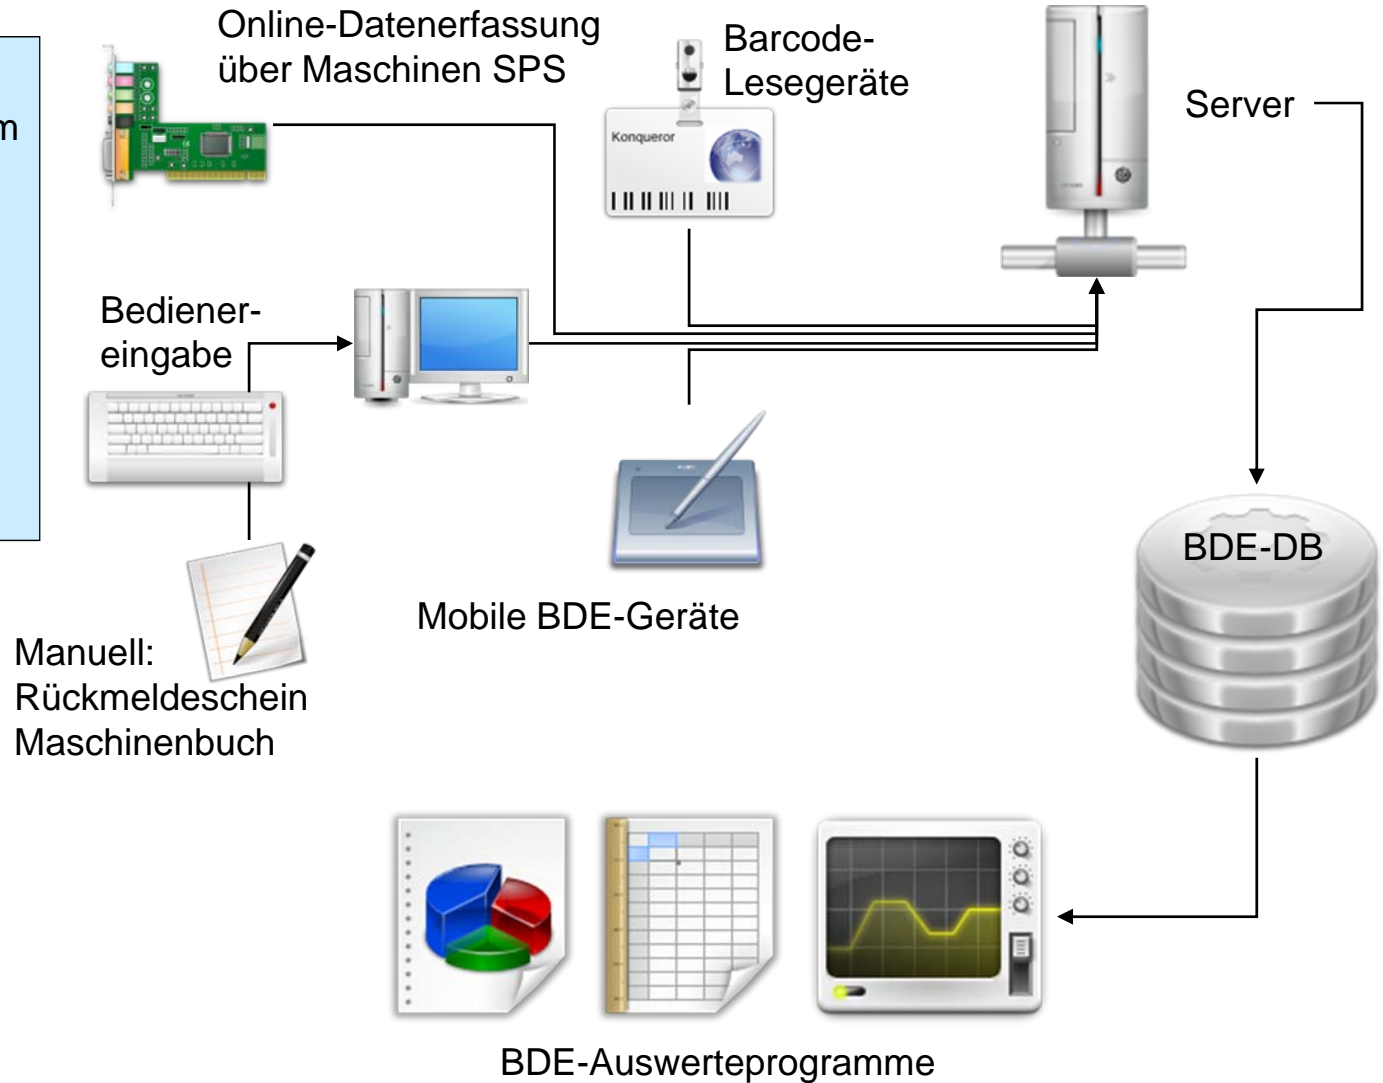 Online-Datenerfassung
über Maschinen SPS
Barcode-
Lesegeräte
Konqueror
Server
Bediener-
eingabe
BDE-DB
Mobile BDE-Geräte
Manuell:
Rückmeldeschein
Maschinenbuch
BDE-Auswerteprogramme